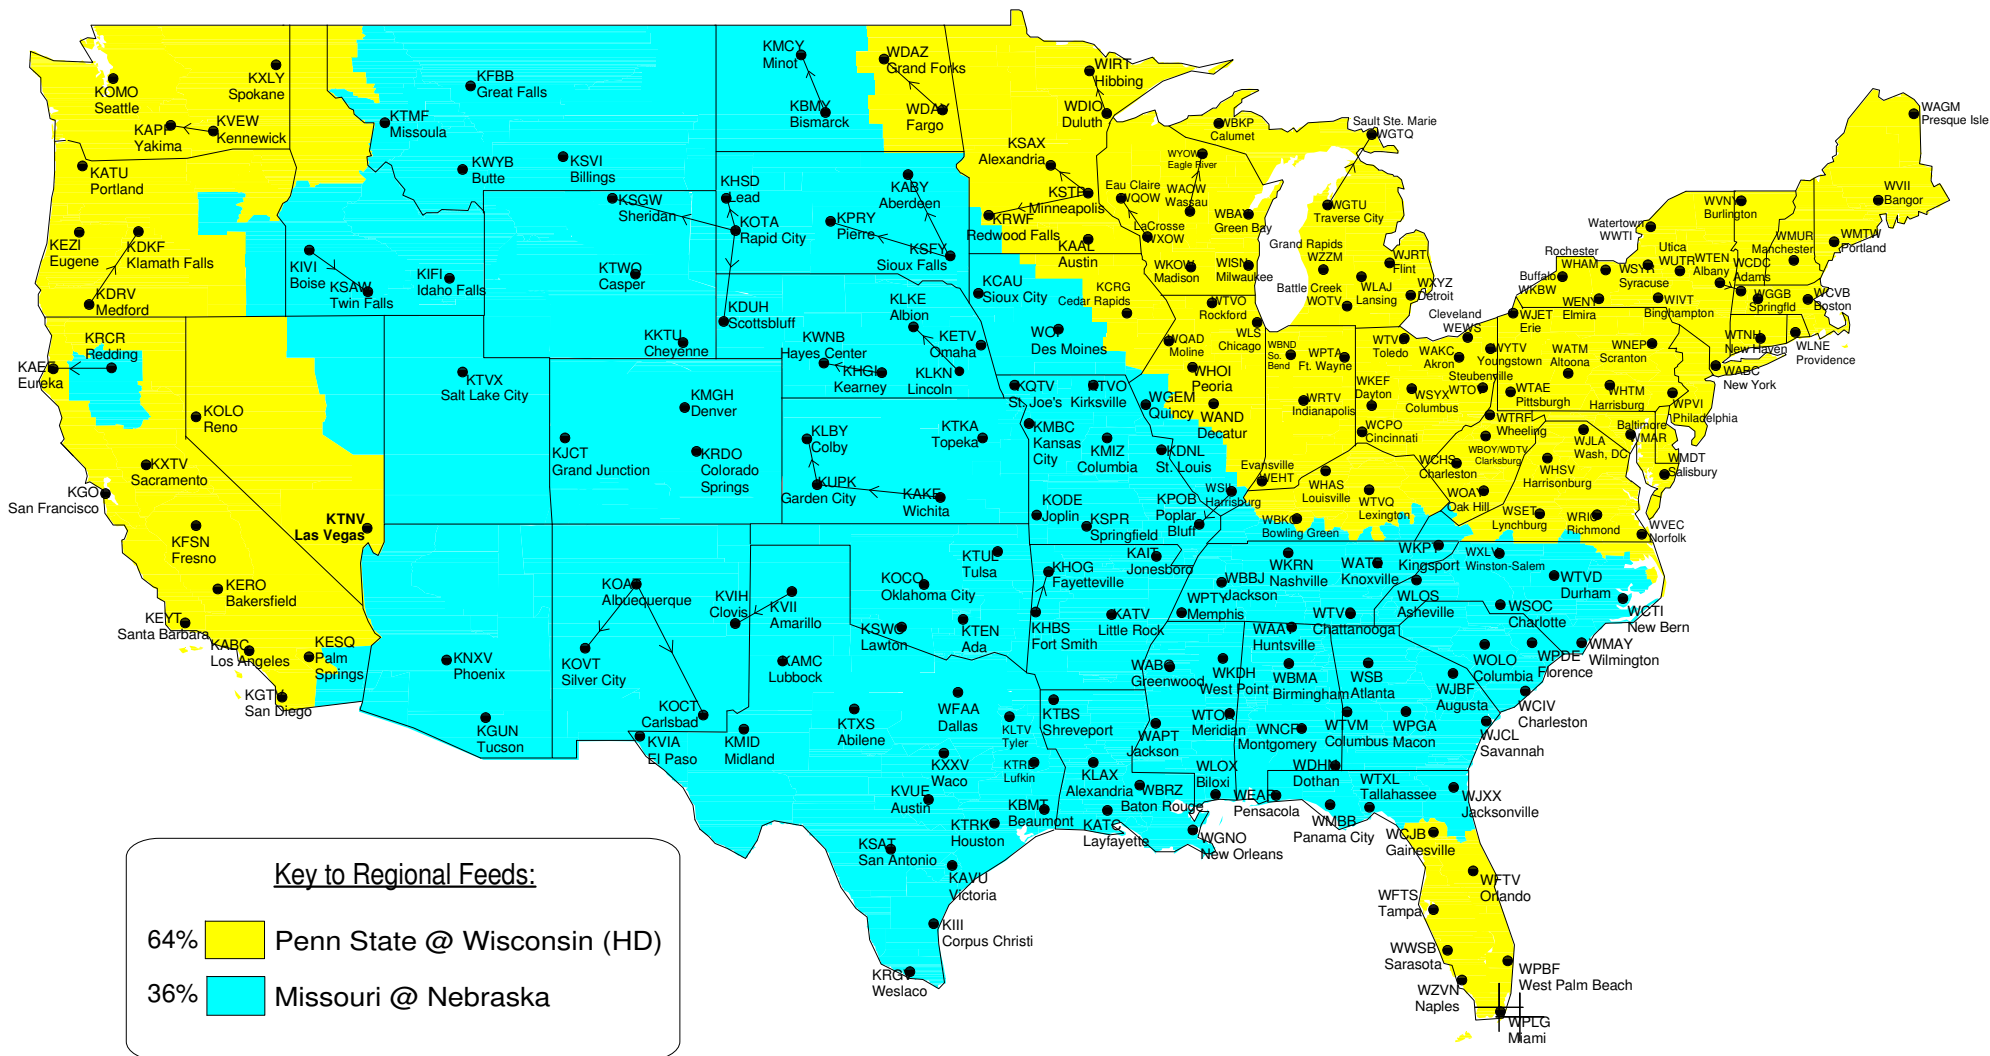 KOMO
Seattle
KXLY
Spokane
KAPP
Yakima
KVEW
Kennewick
KATU
Portland
KEZI
Eugene
KDKF
Klamath Falls
KDRV
Medford
KRCR
Redding
KAEF
Eureka
KOLO
Reno
KXTV
Sacramento
KGO
San Francisco
KFSN
Fresno
KTNV
Las Vegas
KERO
Bakersfield
KEYT
Santa Barbara
KABC
Los Angeles
KESQ
Palm
Springs
KGTV
San Diego
KFBB
Great Falls
KTMF
Missoula
KWYB
Butte
KSVI
Billings
KIVI
Boise
KSAW
Twin Falls
KIFI
Idaho Falls
KTVX
Salt Lake City
KSGW
Sheridan
KTWO
Casper
KKTU
Cheyenne
KMGH
Denver
KJCT
Grand Junction
KRDO
Colorado
Springs
KNXV
Phoenix
KGUN
Tucson
KOAT
Albuequerque
KOVT
Silver City
KOCT
Carlsbad
KVIA
El Paso
KVIH
Clovis
KVII
Amarillo
KAMC
Lubbock
KMID
Midland
KMCY
Minot
KBMY
Bismarck
WDAZ
Grand Forks
WDAY
Fargo
KHSD
Lead
KOTA
Rapid City
KPRY
Pierre
KABY
Aberdeen
KSFY
Sioux Falls
KDUH
Scottsbluff
KLKE
Albion
KWNB
Hayes Center
KHGI
Kearney
KETV
Omaha
KLKN
Lincoln
KCAU
Sioux City
WOI
Des Moines
KLBY
Colby
KTKA
Topeka
KUPK
Garden City
KAKE
Wichita
KQTV
St. Joe's
KTVO
Kirksville
WGEM
Quincy
KMBC
Kansas
City
KMIZ
Columbia
KDNL
St. Louis
KODE
Joplin
KSPR
Springfield
KPOB
Poplar
Bluff
WSIL
Harrisburg
KTUL
Tulsa
KOCO
Oklahoma City
KSWO
Lawton
KTEN
Ada
KHOG
Fayetteville
KAIT
Jonesboro
KHBS
Fort Smith
KATV
Little Rock
KTXS
Abilene
WFAA
Dallas
KLTV
Tyler
KTRE
Lufkin
KXXV
Waco
KVUE
Austin
KBMT
Beaumont
KTRK
Houston
KSAT
San Antonio
KAVU
Victoria
KIII
Corpus Christi
KRGV
Weslaco
KTBS
Shreveport
KLAX
Alexandria
KATC
Layfayette
WBRZ
Baton Rouge
WGNO
New Orleans
WIRT
Hibbing
WDIO
Duluth
KSAX
Alexandria
KSTP
Minneapolis
KRWF
Redwood Falls
KAAL
Austin
KCRG
Cedar Rapids
WBKP
Calumet
WYOW
Eagle River
Eau Claire
WQOW
WAOW
Wassau
LaCrosse
WXOW
WBAY
Green Bay
WKOW
Madison
WISN
Milwaukee
Sault Ste. Marie
WGTQ
WGTU
Traverse City
Grand Rapids
WZZM
WJRT
Flint
Battle Creek
WOTV
WLAJ
Lansing
WXYZ
Detroit
WTVO
Rockford
WLS
Chicago
WQAD
Moline
WHOI
Peoria
WAND
Decatur
WBND
So.
Bend
WPTA
Ft. Wayne
WRTV
Indianapolis
Evansville
WEHT
WTVG
Toledo
Cleveland
WEWS
WAKC
Akron
WYTV
Youngstown
WKEF
Dayton
WSYX
Columbus
Steubenville
WTOV
WCPO
Cincinnati
WTRF
Wheeling
WBOY/WDTV
Clarksburg
WCHS
Charleston
WOAY
Oak Hill
WHAS
Louisville
WTVQ
Lexington
WBKO
Bowling Green
WJET
Erie
WATM
Altoona
WTAE
Pittsburgh
WNEP
Scranton
WHTM
Harrisburg
WPVI
Philadelphia
Buffalo
WKBW
Rochester
WHAM
WENY
Elmira
Watertown
WWTI
WSYR
Syracuse
Utica
WUTR
WIVT
Binghampton
WTEN
Albany
WCDC
Adams
WVNY
Burlington
WMUR
Manchester
WAGM
Presque Isle
WVII
Bangor
WMTW
Portland
WGGB
Springfld
WCVB
Boston
WTNH
New Haven
WLNE
Providence
WABC
New York
Baltimore
WMAR
WJLA
Wash, DC
WMDT
Salisbury
WHSV
Harrisonburg
WSET
Lynchburg
WRIC
Richmond
WVEC
Norfolk
WKRN
Nashville
WATE
Knoxville
WKPT
Kingsport
WBBJ
Jackson
WPTY
Memphis
WTVC
Chattanooga
WXLV
Winston-Salem
WTVD
Durham
WLOS
Asheville
WSOC
Charlotte
WCTI
New Bern
WMAY
Wilmington
WOLO
Columbia
WPDE
Florence
WCIV
Charleston
WABG
Greenwood
WKDH
West Point
WTOK
Meridian
WAPT
Jackson
WLOX
Biloxi
WAAY
Huntsville
WBMA
Birmingham
WNCF
Montgomery
WDHN
Dothan
WSB
Atlanta
WJBF
Augusta
WTVM
Columbus
WPGA
Macon
WJCL
Savannah
WEAR
Pensacola
WMBB
Panama City
WTXL
Tallahassee
WJXX
Jacksonville
WCJB
Gainesville
WFTV
Orlando
WFTS
Tampa
WWSB
Sarasota
WZVN
Naples
WPBF
West Palm Beach
WPLG
Miami
Key to Regional Feeds:
64% Penn State @ Wisconsin (HD)
36% Missouri @ Nebraska